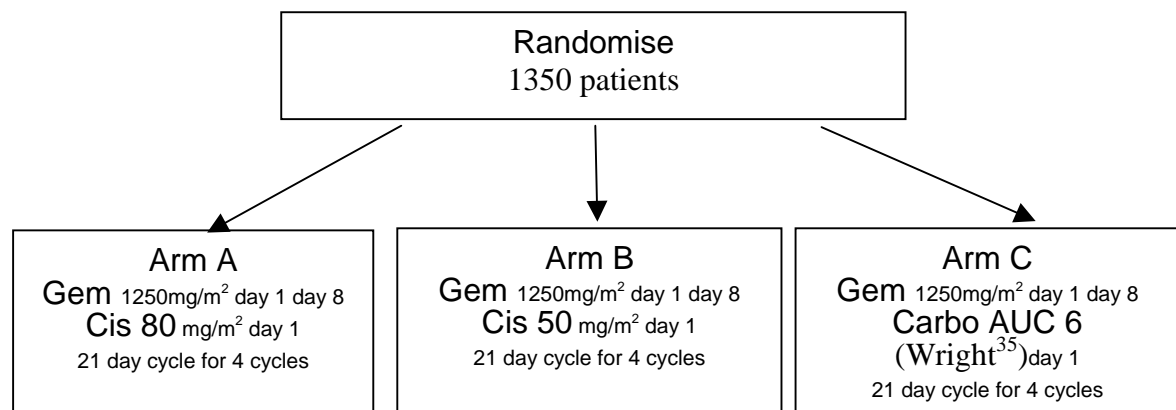 Randomise
1350 patients
Arm A
Gem 1250mg/m² day 1 day 8
Cis 80 mg/m² day 1
21 day cycle for 4 cycles
Arm B
Gem 1250mg/m² day 1 day 8
Cis 50 mg/m² day 1
21 day cycle for 4 cycles
Arm C
Gem 1250mg/m² day 1 day 8
Carbo AUC 6
(Wright³⁵)day 1
21 day cycle for 4 cycles